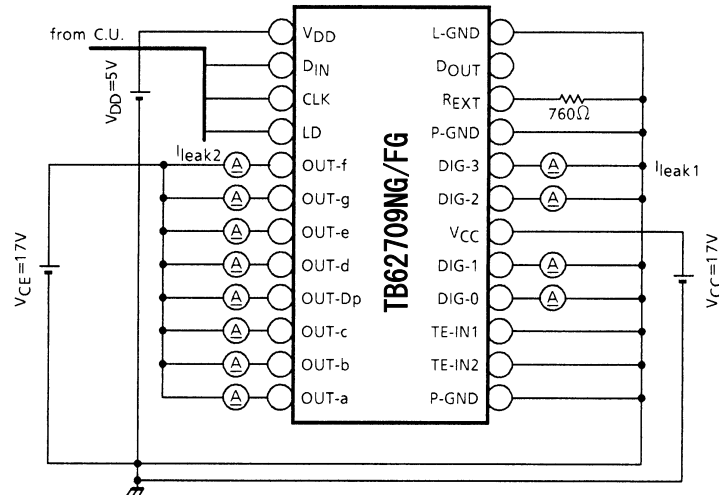 from C.U.
VDD=5V
VCE=17V
Ileak2
VDD
DIN
CLK
LD
OUT-f
OUT-g
OUT-e
OUT-d
OUT-Dp
OUT-c
OUT-b
OUT-a
A
A
A
A
A
A
A
A
TB62709NG/FG
L-GND
DOUT
REXT
P-GND
DIG-3
DIG-2
VCC
DIG-1
DIG-0
TE-IN1
TE-IN2
P-GND
760Ω
A
A
A
A
Ileak1
VCC=17V